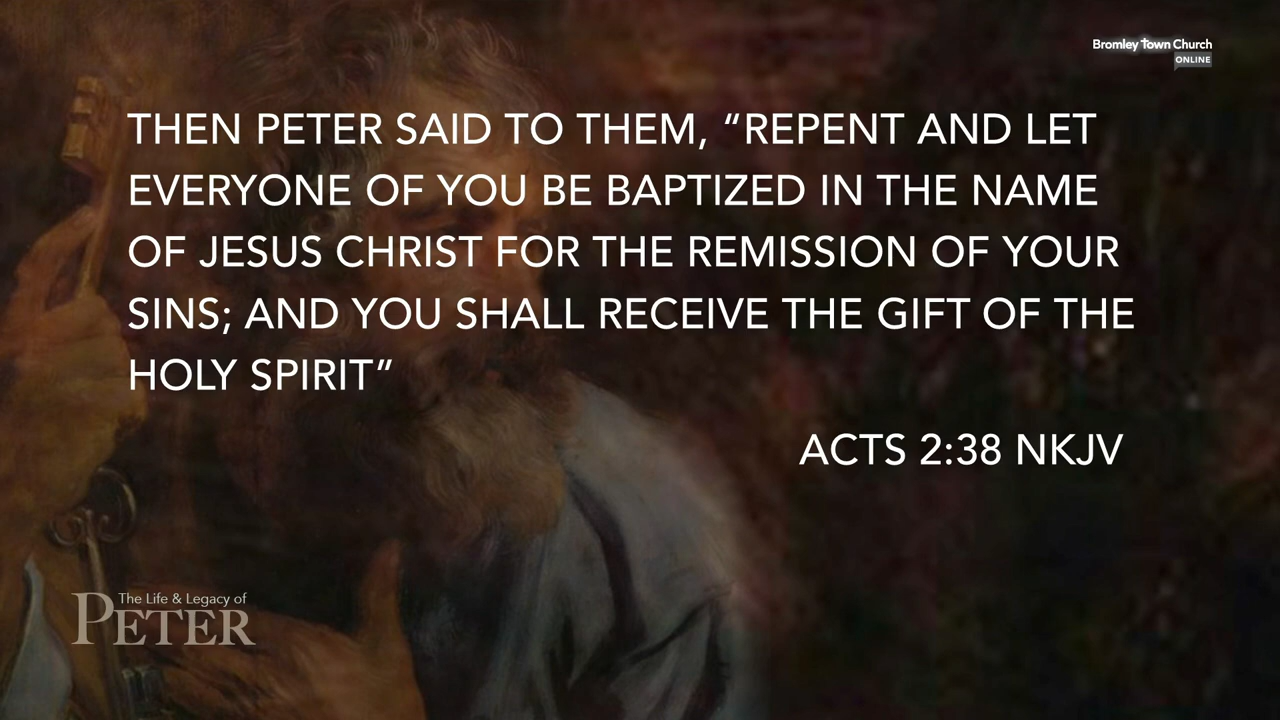 Bromley Town Church
ONLINE
THEN PETER SAID TO THEM, “REPENT AND LET
EVERYONE OF YOU BE BAPTIZED IN THE NAME
OF JESUS CHRIST FOR THE REMISSION OF YOUR
SINS; AND YOU SHALL RECEIVE THE GIFT OF THE
HOLY SPIRIT”
ACTS 2:38 NKJV
The Life & Legacy of
PETER